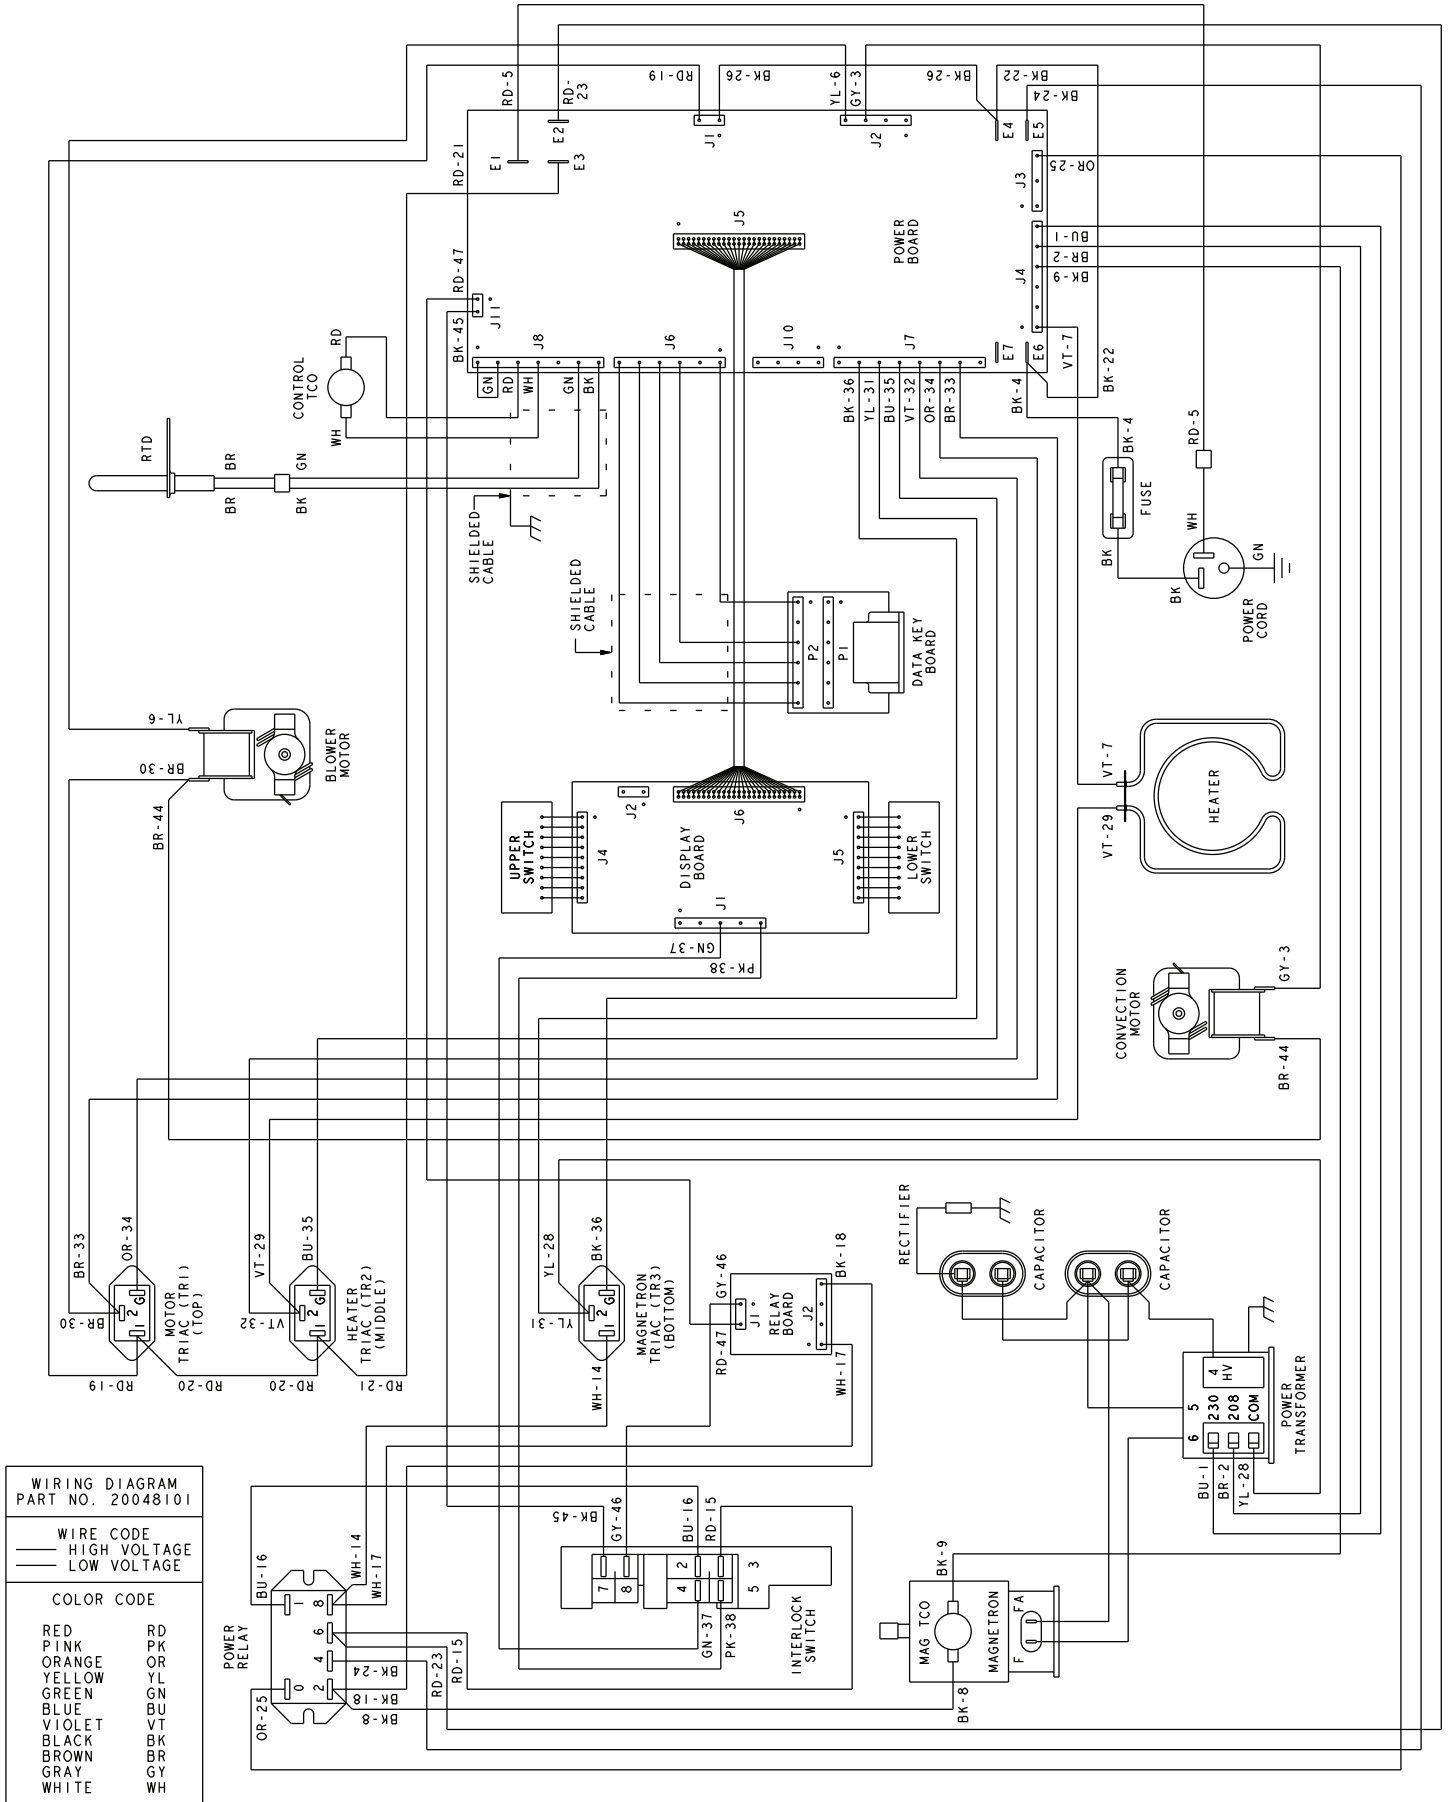 RD-5
RD-
23
RD-19
BK-26
YL-6
GY-3
BK-26
BK-22
BK-24
RD-21
E1
E2
E3
J1
J2
E4
E5
J3
OR-25
J5
POWER
BOARD
BU-1
BR-2
BK-9
J4
RD-47
BK-45
J11
J8
J6
J10
J7
E7
E6
VT-7
BK-22
CONTROL
TCO
RD
WH
GN
RD
WH
GN
BK
BK-36
YL-31
BU-35
VT-32
OR-34
BR-33
BK-4
BK-4
RD-5
RTD
BR
GN
BR
BK
SHIELDED
CABLE
SHIELDED
CABLE
FUSE
BK
WH
GN
BK
POWER
CORD
P2
P1
DATA KEY
BOARD
YL-6
BR-30
BR-44
BLOWER
MOTOR
VT-7
VT-29
HEATER
UPPER
SWITCH
J4
J2
J6
DISPLAY
BOARD
J5
LOWER
SWITCH
J1
GN-37
PK-38
CONVECTION
MOTOR
GY-3
BR-44
BR-33
BR-30
OR-34
2
G
1
MOTOR
TRIAC (TR1)
(TOP)
VT-29
VT-32
BU-35
2
G
1
HEATER
TRIAC (TR2)
(MIDDLE)
YL-28
YL-31
BK-36
2
G
1
MAGNETRON
TRIAC (TR3)
(BOTTOM)
WH-14
RD-19
RD-20
RD-20
RD-21
GY-46
RD-47
J1
RELAY
BOARD
J2
BK-18
WH-17
RECTIFIER
CAPACITOR
CAPACITOR
4
HV
5
6
230
208
COM
POWER
TRANSFORMER
BU-1
BR-2
YL-28
BU-16
WH-14
WH-17
1
8
6
4
0
2
POWER
RELAY
OR-25
BK-24
BK-18
BK-8
RD-23
RD-15
BK-45
GY-46
BU-16
RD-15
7
8
2
4
3
5
GN-37
PK-38
INTERLOCK
SWITCH
BK-9
MAG TCO
MAGNETRON
FA
F
BK-8
WIRING DIAGRAM
PART NO. 20048101
WIRE CODE
HIGH VOLTAGE
LOW VOLTAGE
COLOR CODE
RED RD
PINK PK
ORANGE OR
YELLOW YL
GREEN GN
BLUE BU
VIOLET VT
BLACK BK
BROWN BR
GRAY GY
WHITE WH